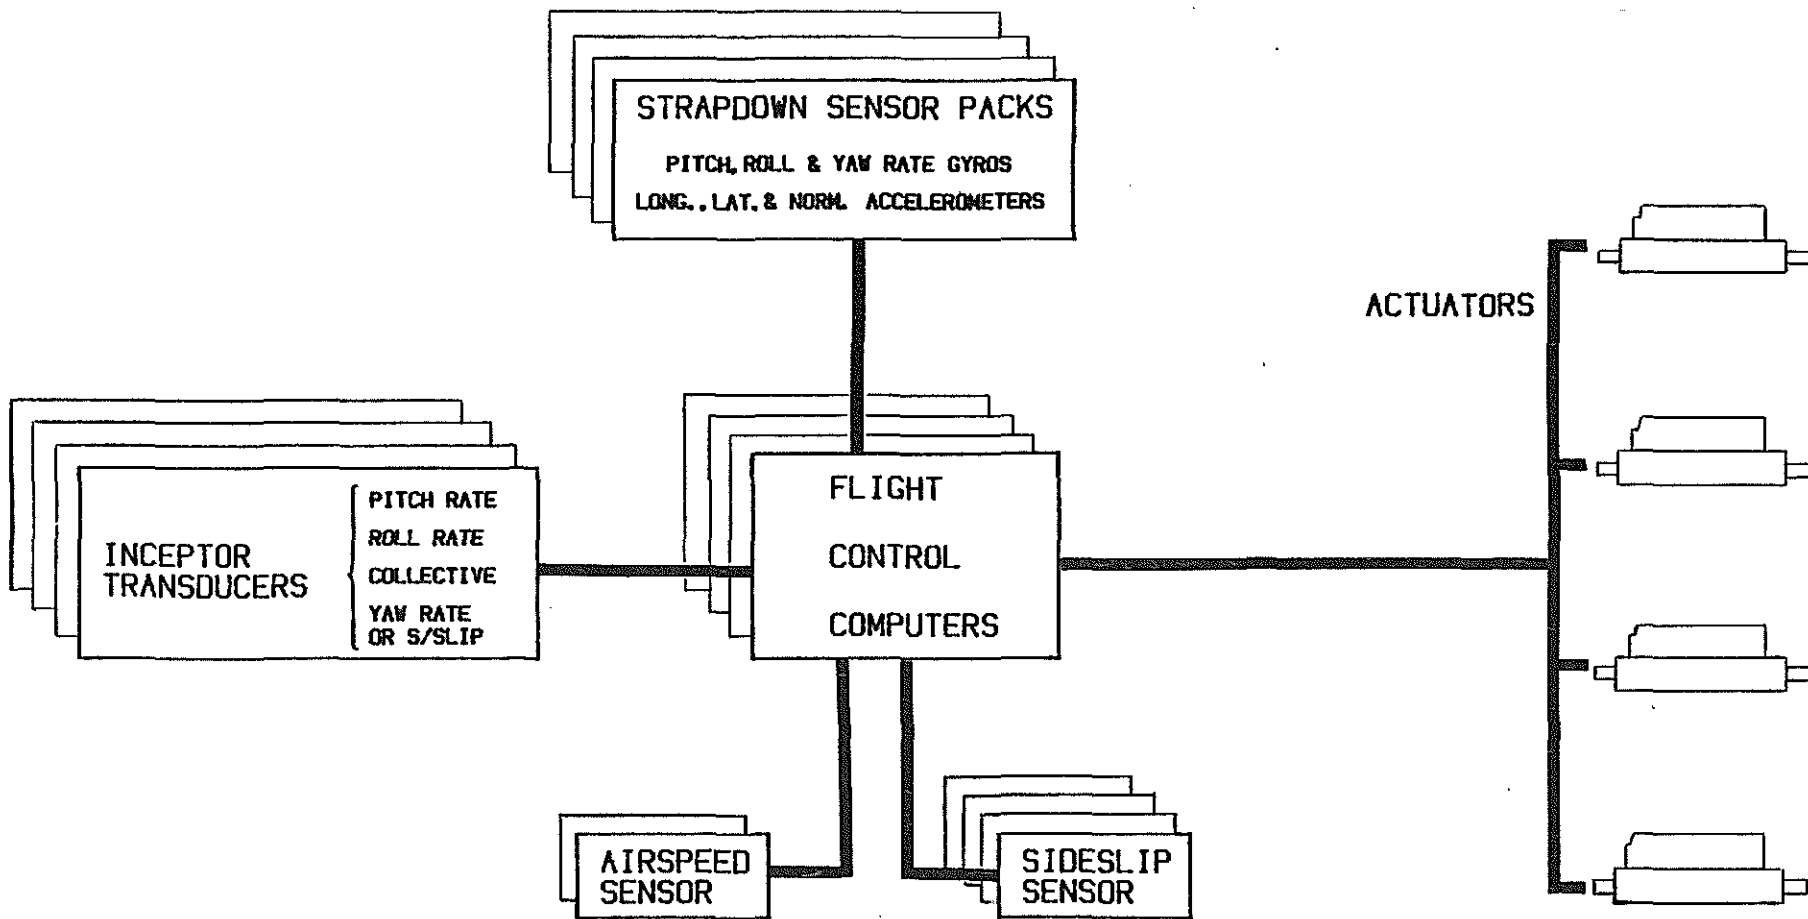 STRAPDOWN SENSOR PACKS
PITCH, ROLL & YAW RATE GYROS
LONG.., LAT. & NORM. ACCELEROMETERS
ACTUATORS
INCEPTOR
TRANSDUCERS
PITCH RATE
ROLL RATE
COLLECTIVE
YAW RATE
OR S/SLIP
FLIGHT
CONTROL
COMPUTERS
AIRSPEED
SENSOR
SIDESLIP
SENSOR